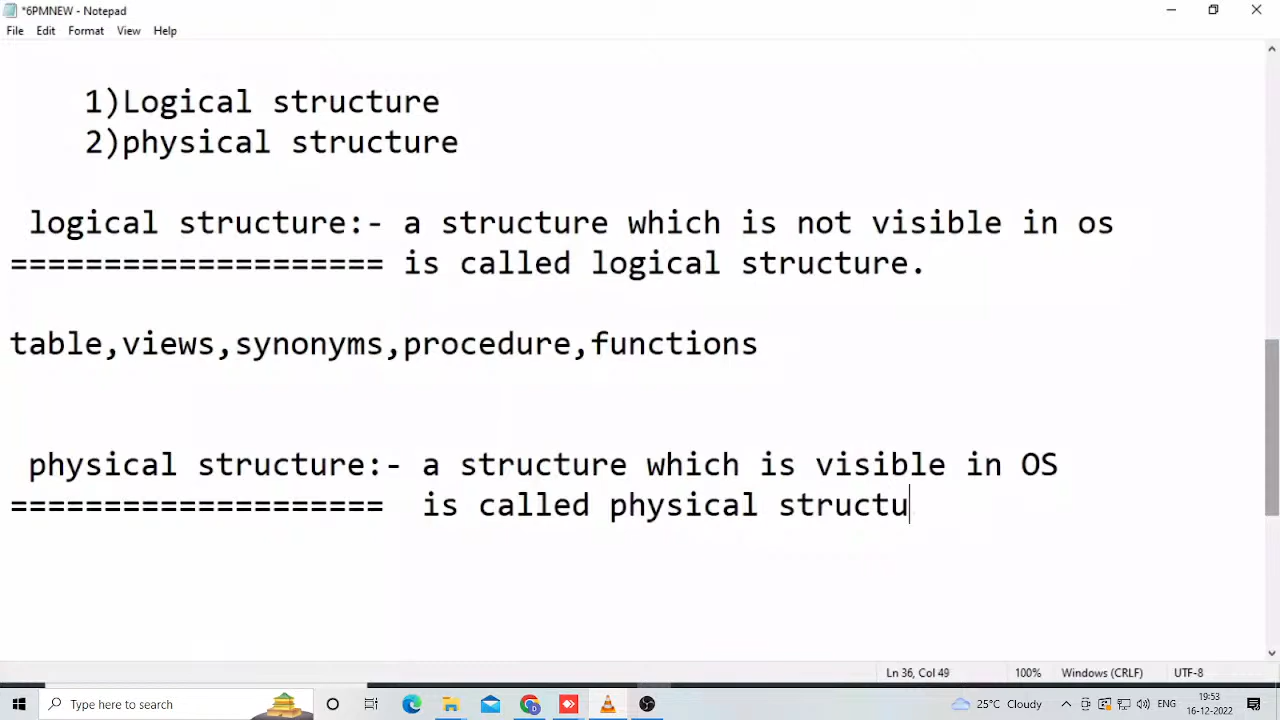 *6PMNEW - Notepad
File Edit Format View Help
1)Logical structure
2)physical structure
logical structure:- a structure which is not visible in os
==================== is called logical structure.
table,views,synonyms,procedure,functions
physical structure:- a structure which is visible in OS
==================== is called physical structu
Ln 36, Col 49 100% Windows (CRLF) UTF-8
Type here to search 25°C Cloudy ENG 19:53
16-12-2022